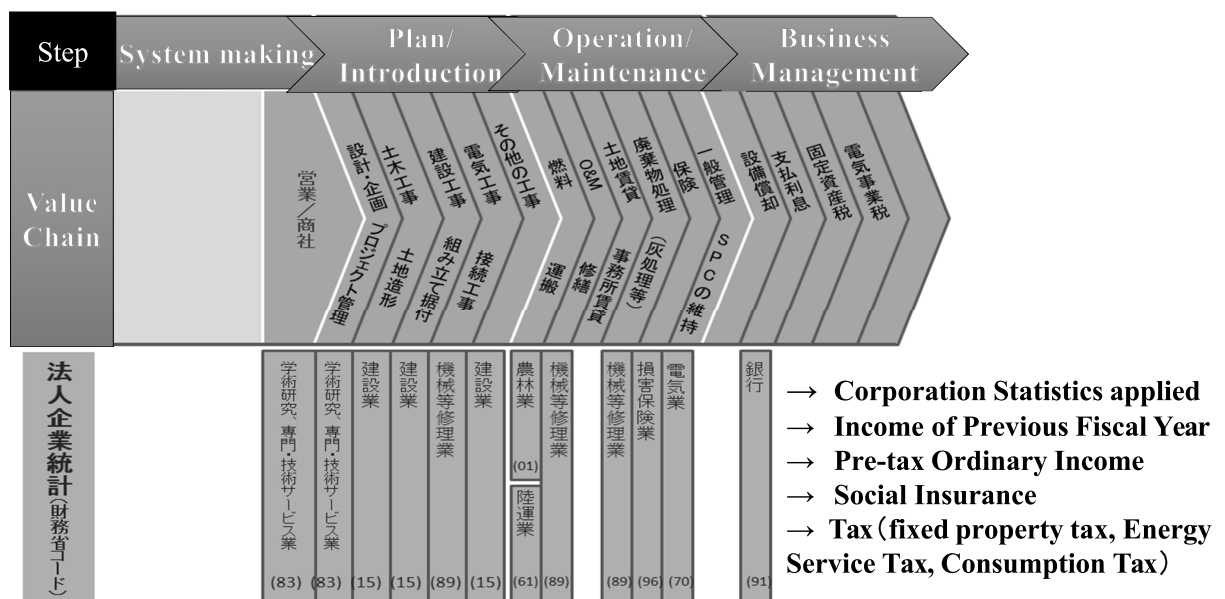 Step
System making
Plan/
Introduction
Operation/
Maintenance
Business
Management
Value
Chain
営業/商社
設計・企画
プロジェクト管理
土木工事
土地造形
建設工事
組み立て据付
電気工事
接続工事
その他の工事
燃料
運搬
O&M
修繕
土地賃貸
事務所賃貸
廃棄物処理
(灰処理等)
保険
一般管理
SPCの維持
設備償却
支払利息
固定資産税
電気事業税
法人企業統計(財務省コード)
学術研究、専門・技術サービス業
(83)
学術研究、専門・技術サービス業
(83)
建設業
(15)
建設業
(15)
機械等修理業
(89)
建設業
(15)
農林業
(01)
陸運業
(61)
機械等修理業
(89)
機械等修理業
(89)
損害保険業
(96)
電気業
(70)
銀行
(91)
→ Corporation Statistics applied
→ Income of Previous Fiscal Year
→ Pre-tax Ordinary Income
→ Social Insurance
→ Tax(fixed property tax, Energy
Service Tax, Consumption Tax)